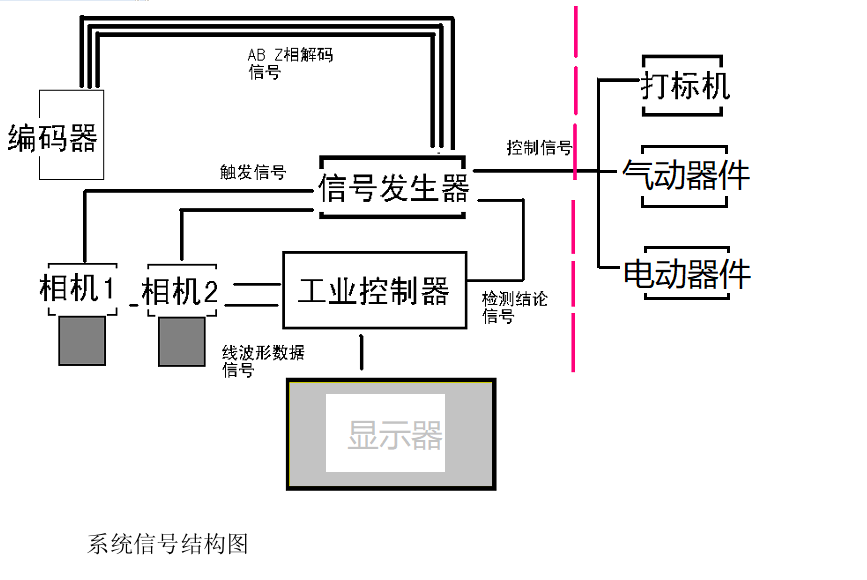 AB Z相解码
信号
打标机
编码器
控制信号
触发信号
信号发生器
气动器件
电动器件
相机1
相机2
工业控制器
检测结论
信号
线波形数据
信号
显示器
系统信号结构图